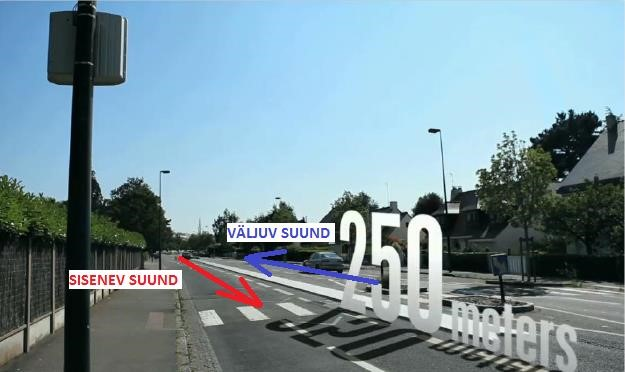 VÄLJUV SUUND
SISENEV SUUND
250
meters